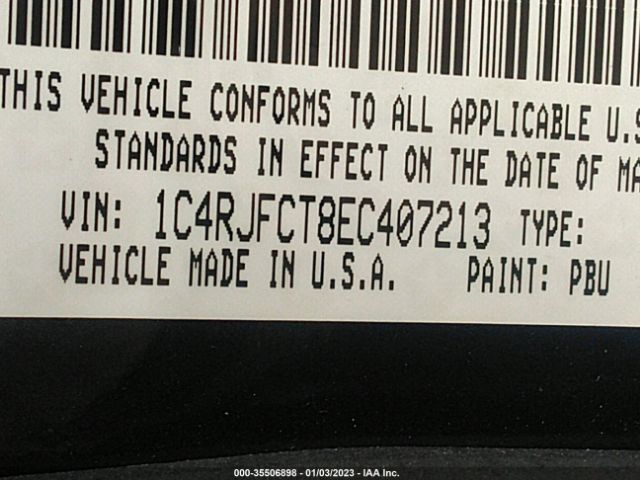 THIS VEHICLE CONFORMS TO ALL APPLICABLE U.S
STANDARDS IN EFFECT ON THE DATE OF MA
VIN: 1C4RJFCT8EC407213 TYPE:
VEHICLE MADE IN U.S.A. PAINT: PBU
000-35506898 - 01/03/2023 - IAA Inc.